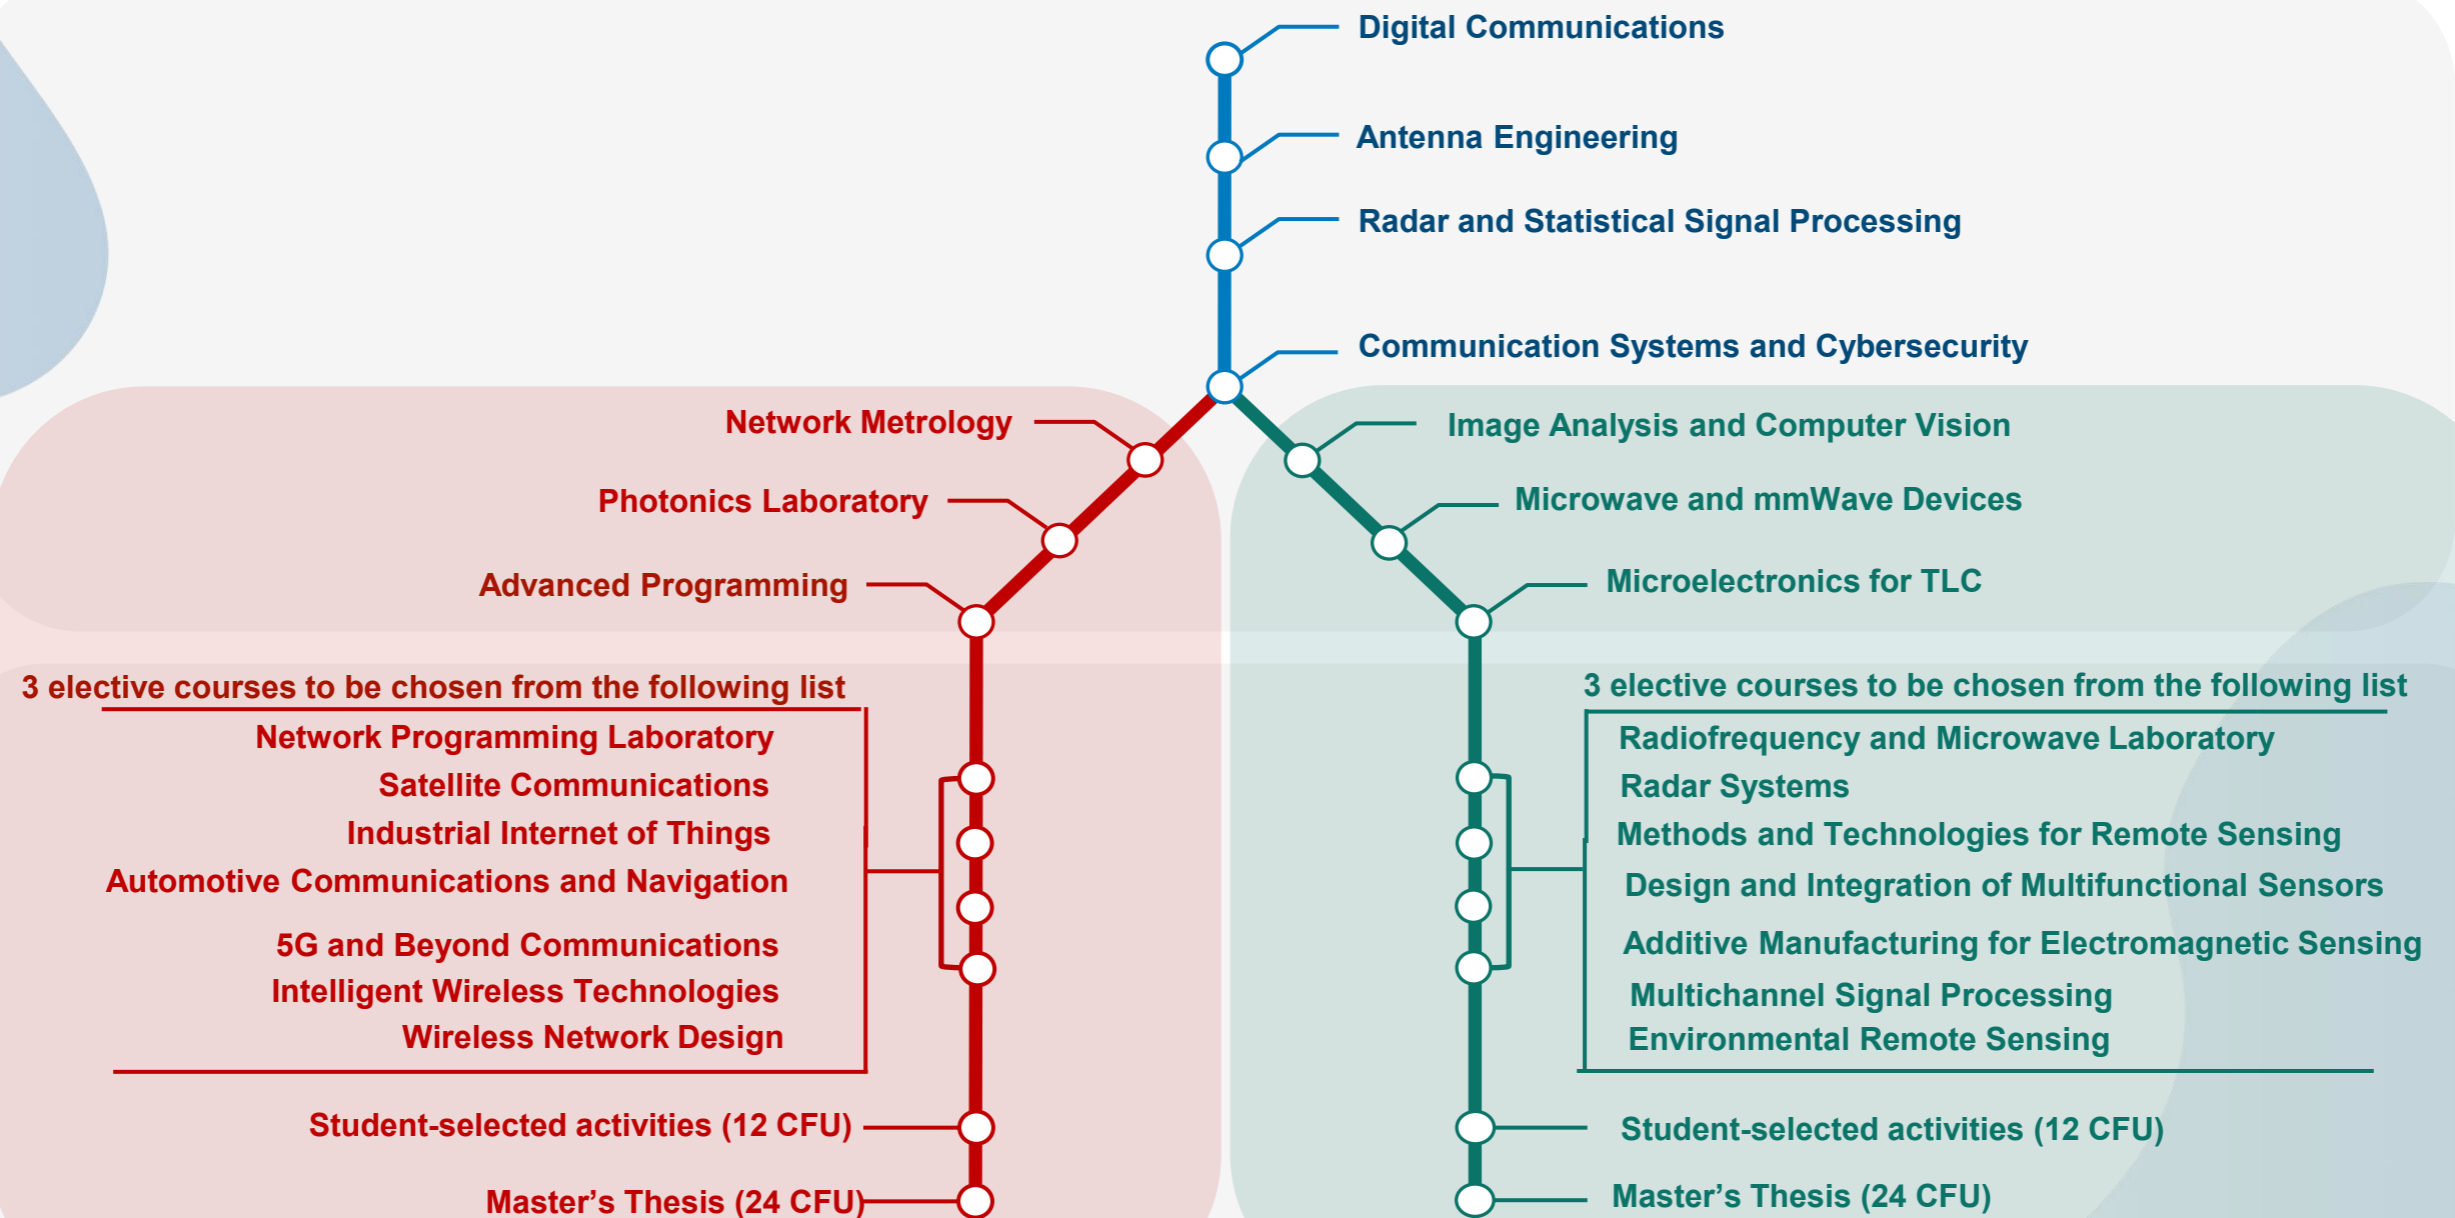 Digital Communications
Antenna Engineering
Radar and Statistical Signal Processing
Communication Systems and Cybersecurity
Network Metrology
Photonics Laboratory
Advanced Programming
3 elective courses to be chosen from the following list
Network Programming Laboratory
Satellite Communications
Industrial Internet of Things
Automotive Communications and Navigation
5G and Beyond Communications
Intelligent Wireless Technologies
Wireless Network Design
Student-selected activities (12 CFU)
Master’s Thesis (24 CFU)
Image Analysis and Computer Vision
Microwave and mmWave Devices
Microelectronics for TLC
3 elective courses to be chosen from the following list
Radiofrequency and Microwave Laboratory
Radar Systems
Methods and Technologies for Remote Sensing
Design and Integration of Multifunctional Sensors
Additive Manufacturing for Electromagnetic Sensing
Multichannel Signal Processing
Environmental Remote Sensing
Student-selected activities (12 CFU)
Master’s Thesis (24 CFU)